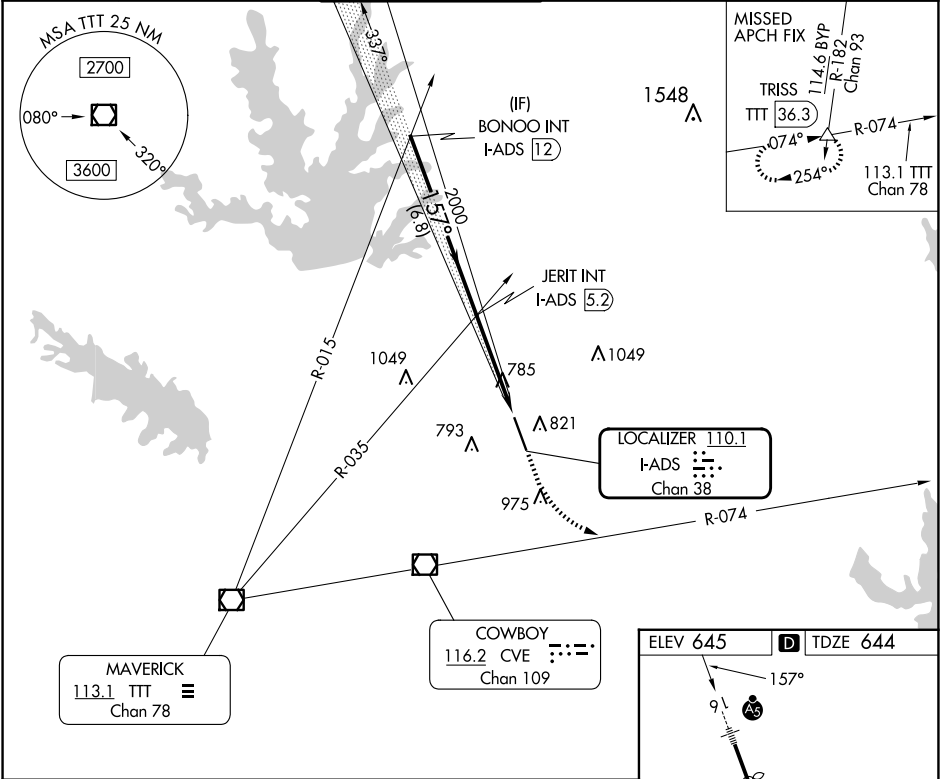 MSA TTT 25 NM
2700
080°
320°
3600
337°
(IF)
BONOO INT
I-ADS 12
2000
157°
(6.8)
1548
MISSED
APCH FIX
114.6 BYP
R-182
Chan 93
TRISS
TTT 36.3
074°
R-074
254°
113.1 TTT
Chan 78
JERIT INT
I-ADS 5.2
R-015
R-035
1049
785
1049
793
821
975
LOCALIZER 110.1
I-ADS
Chan 38
R-074
MAVERICK
113.1 TTT
Chan 78
COWBOY
116.2 CVE
Chan 109
ELEV 645 D TDZE 644
157°
16
A5